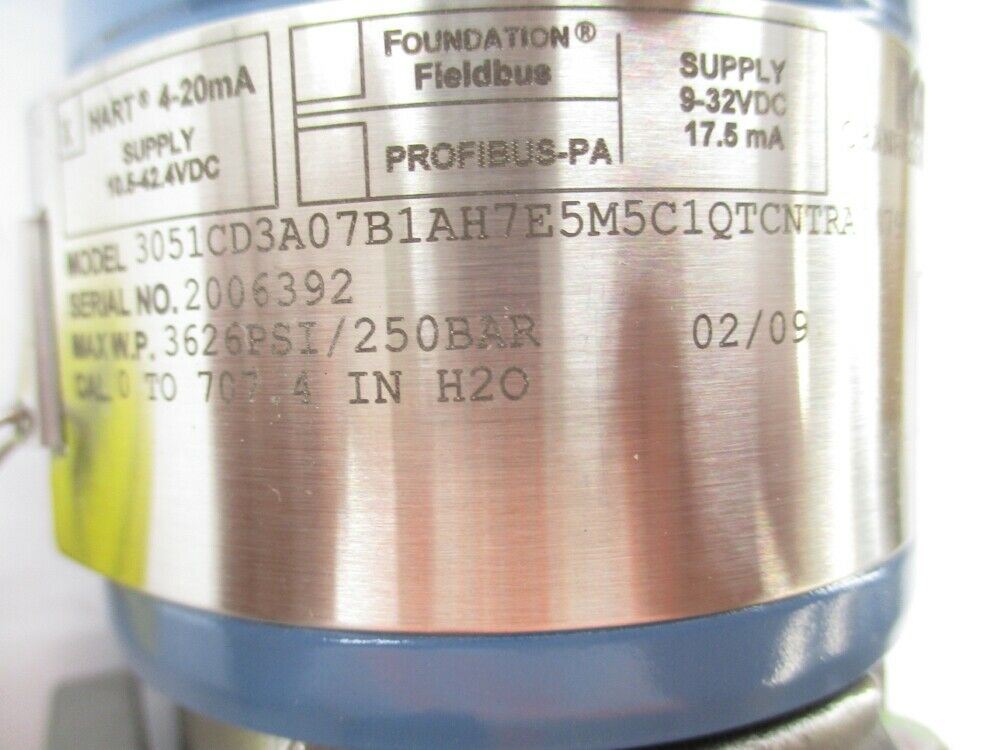 X HART® 4-20mA
SUPPLY
10.5-42.4VDC
FOUNDATION®
Fieldbus
PROFIBUS-PA
SUPPLY
9-32VDC
17.5 mA
MODEL 3051CD3A07B1AH7E5M5C1QTCNTRA
SERIAL NO. 2006392
MAX W.P. 3626PSI/250BAR 02/09
CAL 0 TO 707.4 IN H2O